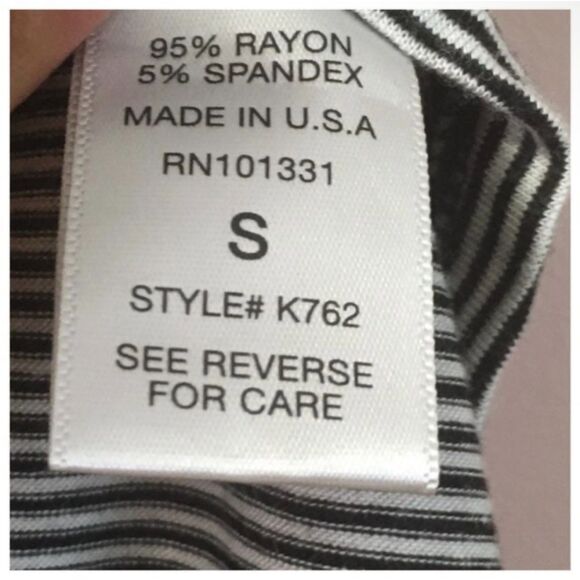 95% RAYON
5% SPANDEX
MADE IN U.S.A
RN101331
S
STYLE# K762
SEE REVERSE
FOR CARE